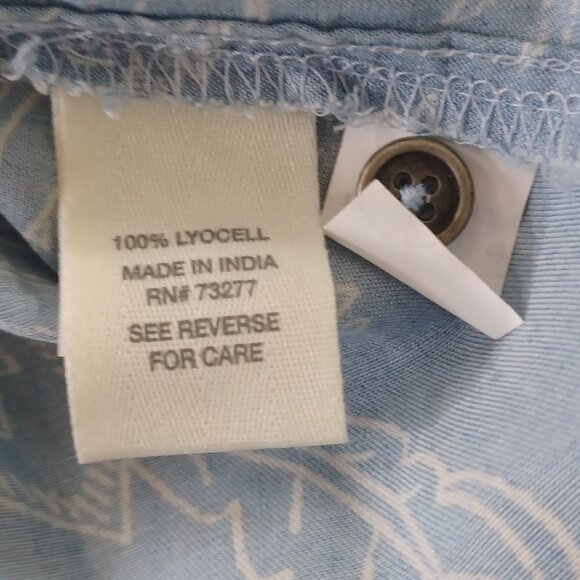 100% LYOCELL
MADE IN INDIA
RN# 73277
SEE REVERSE
FOR CARE